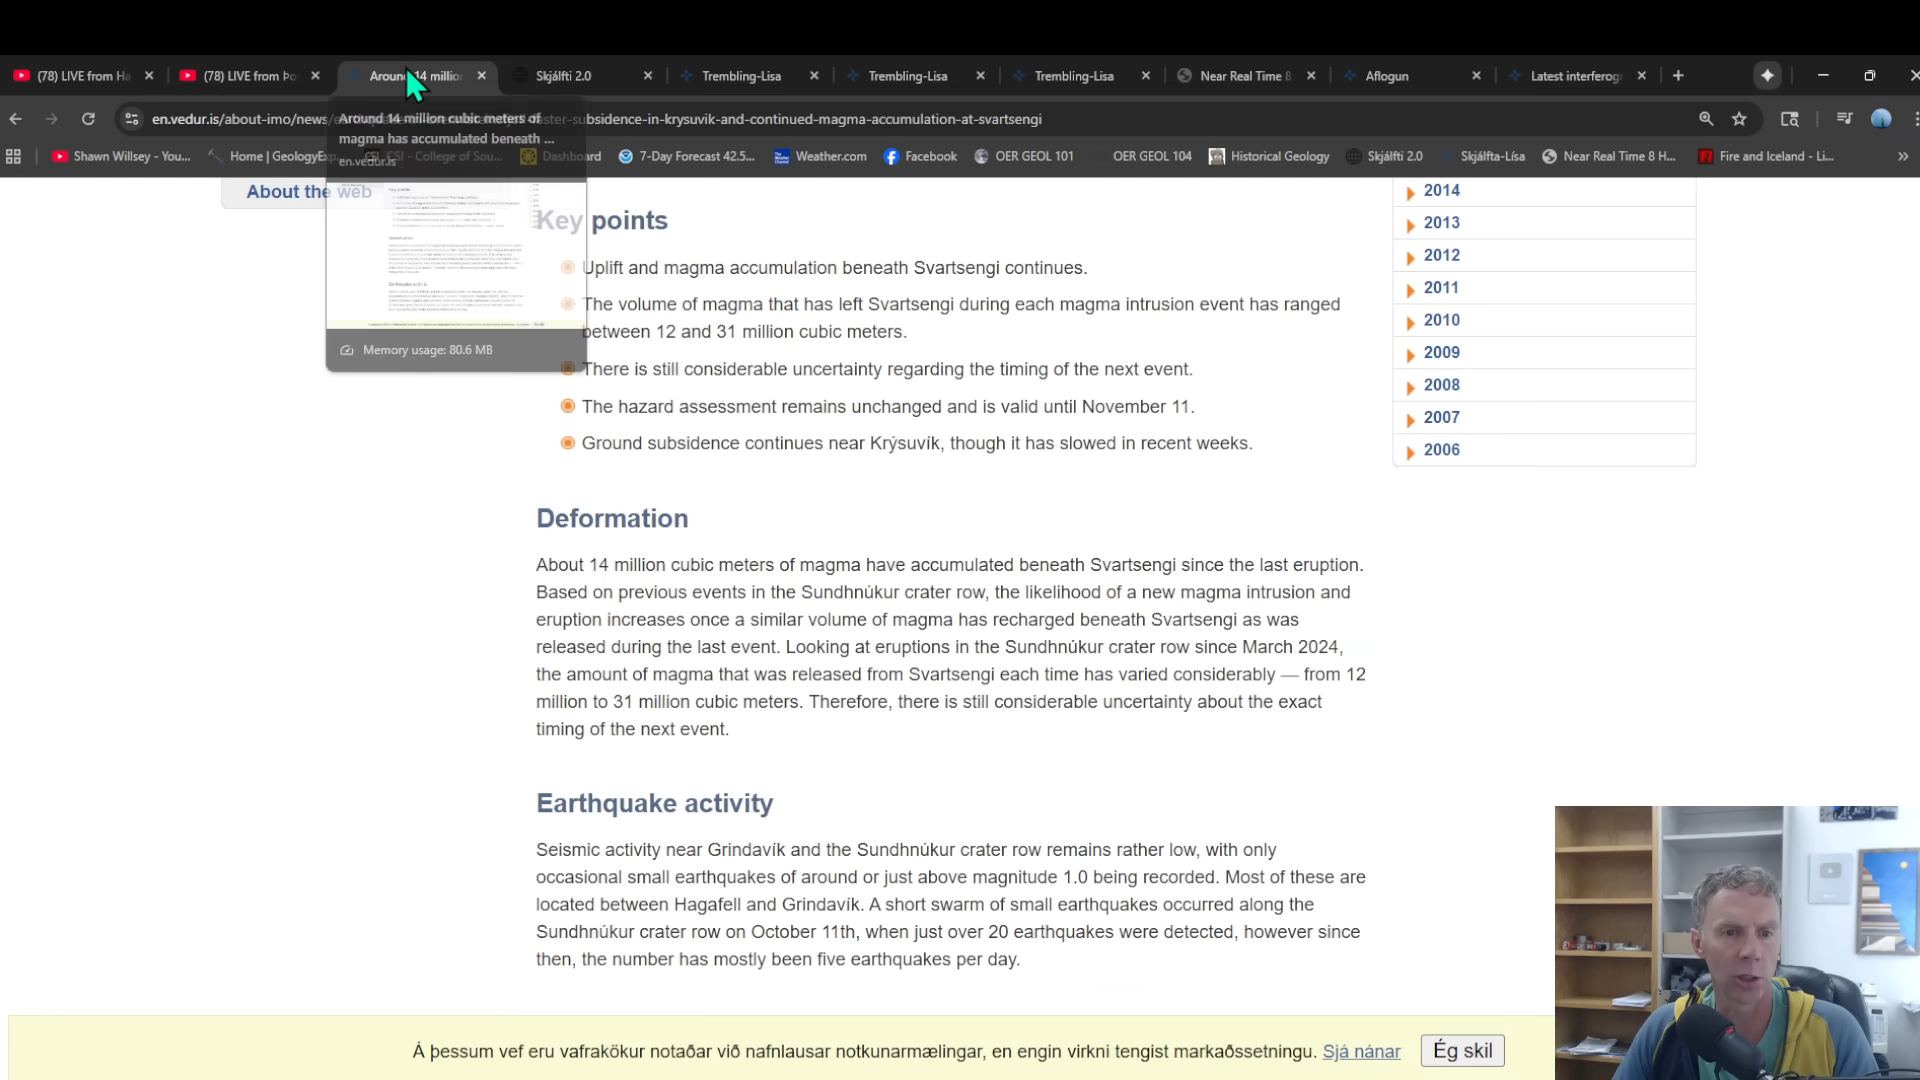 (78) LIVE from Ha
(78) LIVE from Þo
Around 14 millio
Skjálfti 2.0
Trembling-Lisa
Trembling-Lisa
Trembling-Lisa
Near Real Time 8
Aflogun
Latest interferog
Around 14 million cubic meters of
magma has accumulated beneath ...
en.vedur.is
Memory usage: 80.6 MB
en.vedur.is/about-imo/news/
ster-subsidence-in-krysuvik-and-continued-magma-accumulation-at-svartsengi
Shawn Willsey - You...
Home | GeologyExp
CSI - College of Sou...
Dashboard
7-Day Forecast 42.5...
Weather.com
Facebook
OER GEOL 101
OER GEOL 104
Historical Geology
Skjálfti 2.0
Skjálfta-Lísa
Near Real Time 8 H...
Fire and Iceland - Li...
About the web
Key points
Uplift and magma accumulation beneath Svartsengi continues.
The volume of magma that has left Svartsengi during each magma intrusion event has ranged
between 12 and 31 million cubic meters.
There is still considerable uncertainty regarding the timing of the next event.
The hazard assessment remains unchanged and is valid until November 11.
Ground subsidence continues near Krýsuvík, though it has slowed in recent weeks.
Deformation
About 14 million cubic meters of magma have accumulated beneath Svartsengi since the last eruption.
Based on previous events in the Sundhnúkur crater row, the likelihood of a new magma intrusion and
eruption increases once a similar volume of magma has recharged beneath Svartsengi as was
released during the last event. Looking at eruptions in the Sundhnúkur crater row since March 2024,
the amount of magma that was released from Svartsengi each time has varied considerably — from 12
million to 31 million cubic meters. Therefore, there is still considerable uncertainty about the exact
timing of the next event.
Earthquake activity
Seismic activity near Grindavík and the Sundhnúkur crater row remains rather low, with only
occasional small earthquakes of around or just above magnitude 1.0 being recorded. Most of these are
located between Hagafell and Grindavík. A short swarm of small earthquakes occurred along the
Sundhnúkur crater row on October 11th, when just over 20 earthquakes were detected, however since
then, the number has mostly been five earthquakes per day.
2014
2013
2012
2011
2010
2009
2008
2007
2006
Á þessum vef eru vafrakökur notaðar við nafnlausar notkunarmælingar, en engin virkni tengist markaðssetningu. Sjá nánar
Ég skil